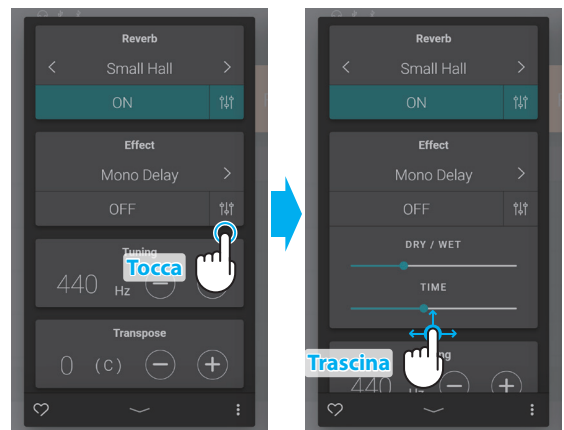 Reverb
Small Hall
ON
Effect
Mono Delay
OFF
Tuning
Tocca
440 Hz
Transpose
0 (C)
Reverb
Small Hall
ON
Effect
Mono Delay
OFF
DRY / WET
TIME
Trascina
440